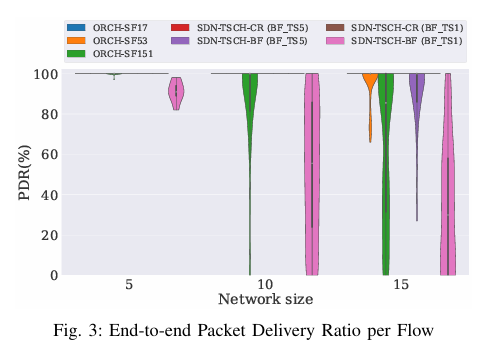 ORCH-SF17 SDN-TSCH-CR (BF_TS5) SDN-TSCH-CR (BF_TS1)
ORCH-SF53 SDN-TSCH-BF (BF_TS5) SDN-TSCH-BF (BF_TS1)
ORCH-SF151
100
80
60
40
20
0
PDR(%)
5 10 15
Network size
Fig. 3: End-to-end Packet Delivery Ratio per Flow